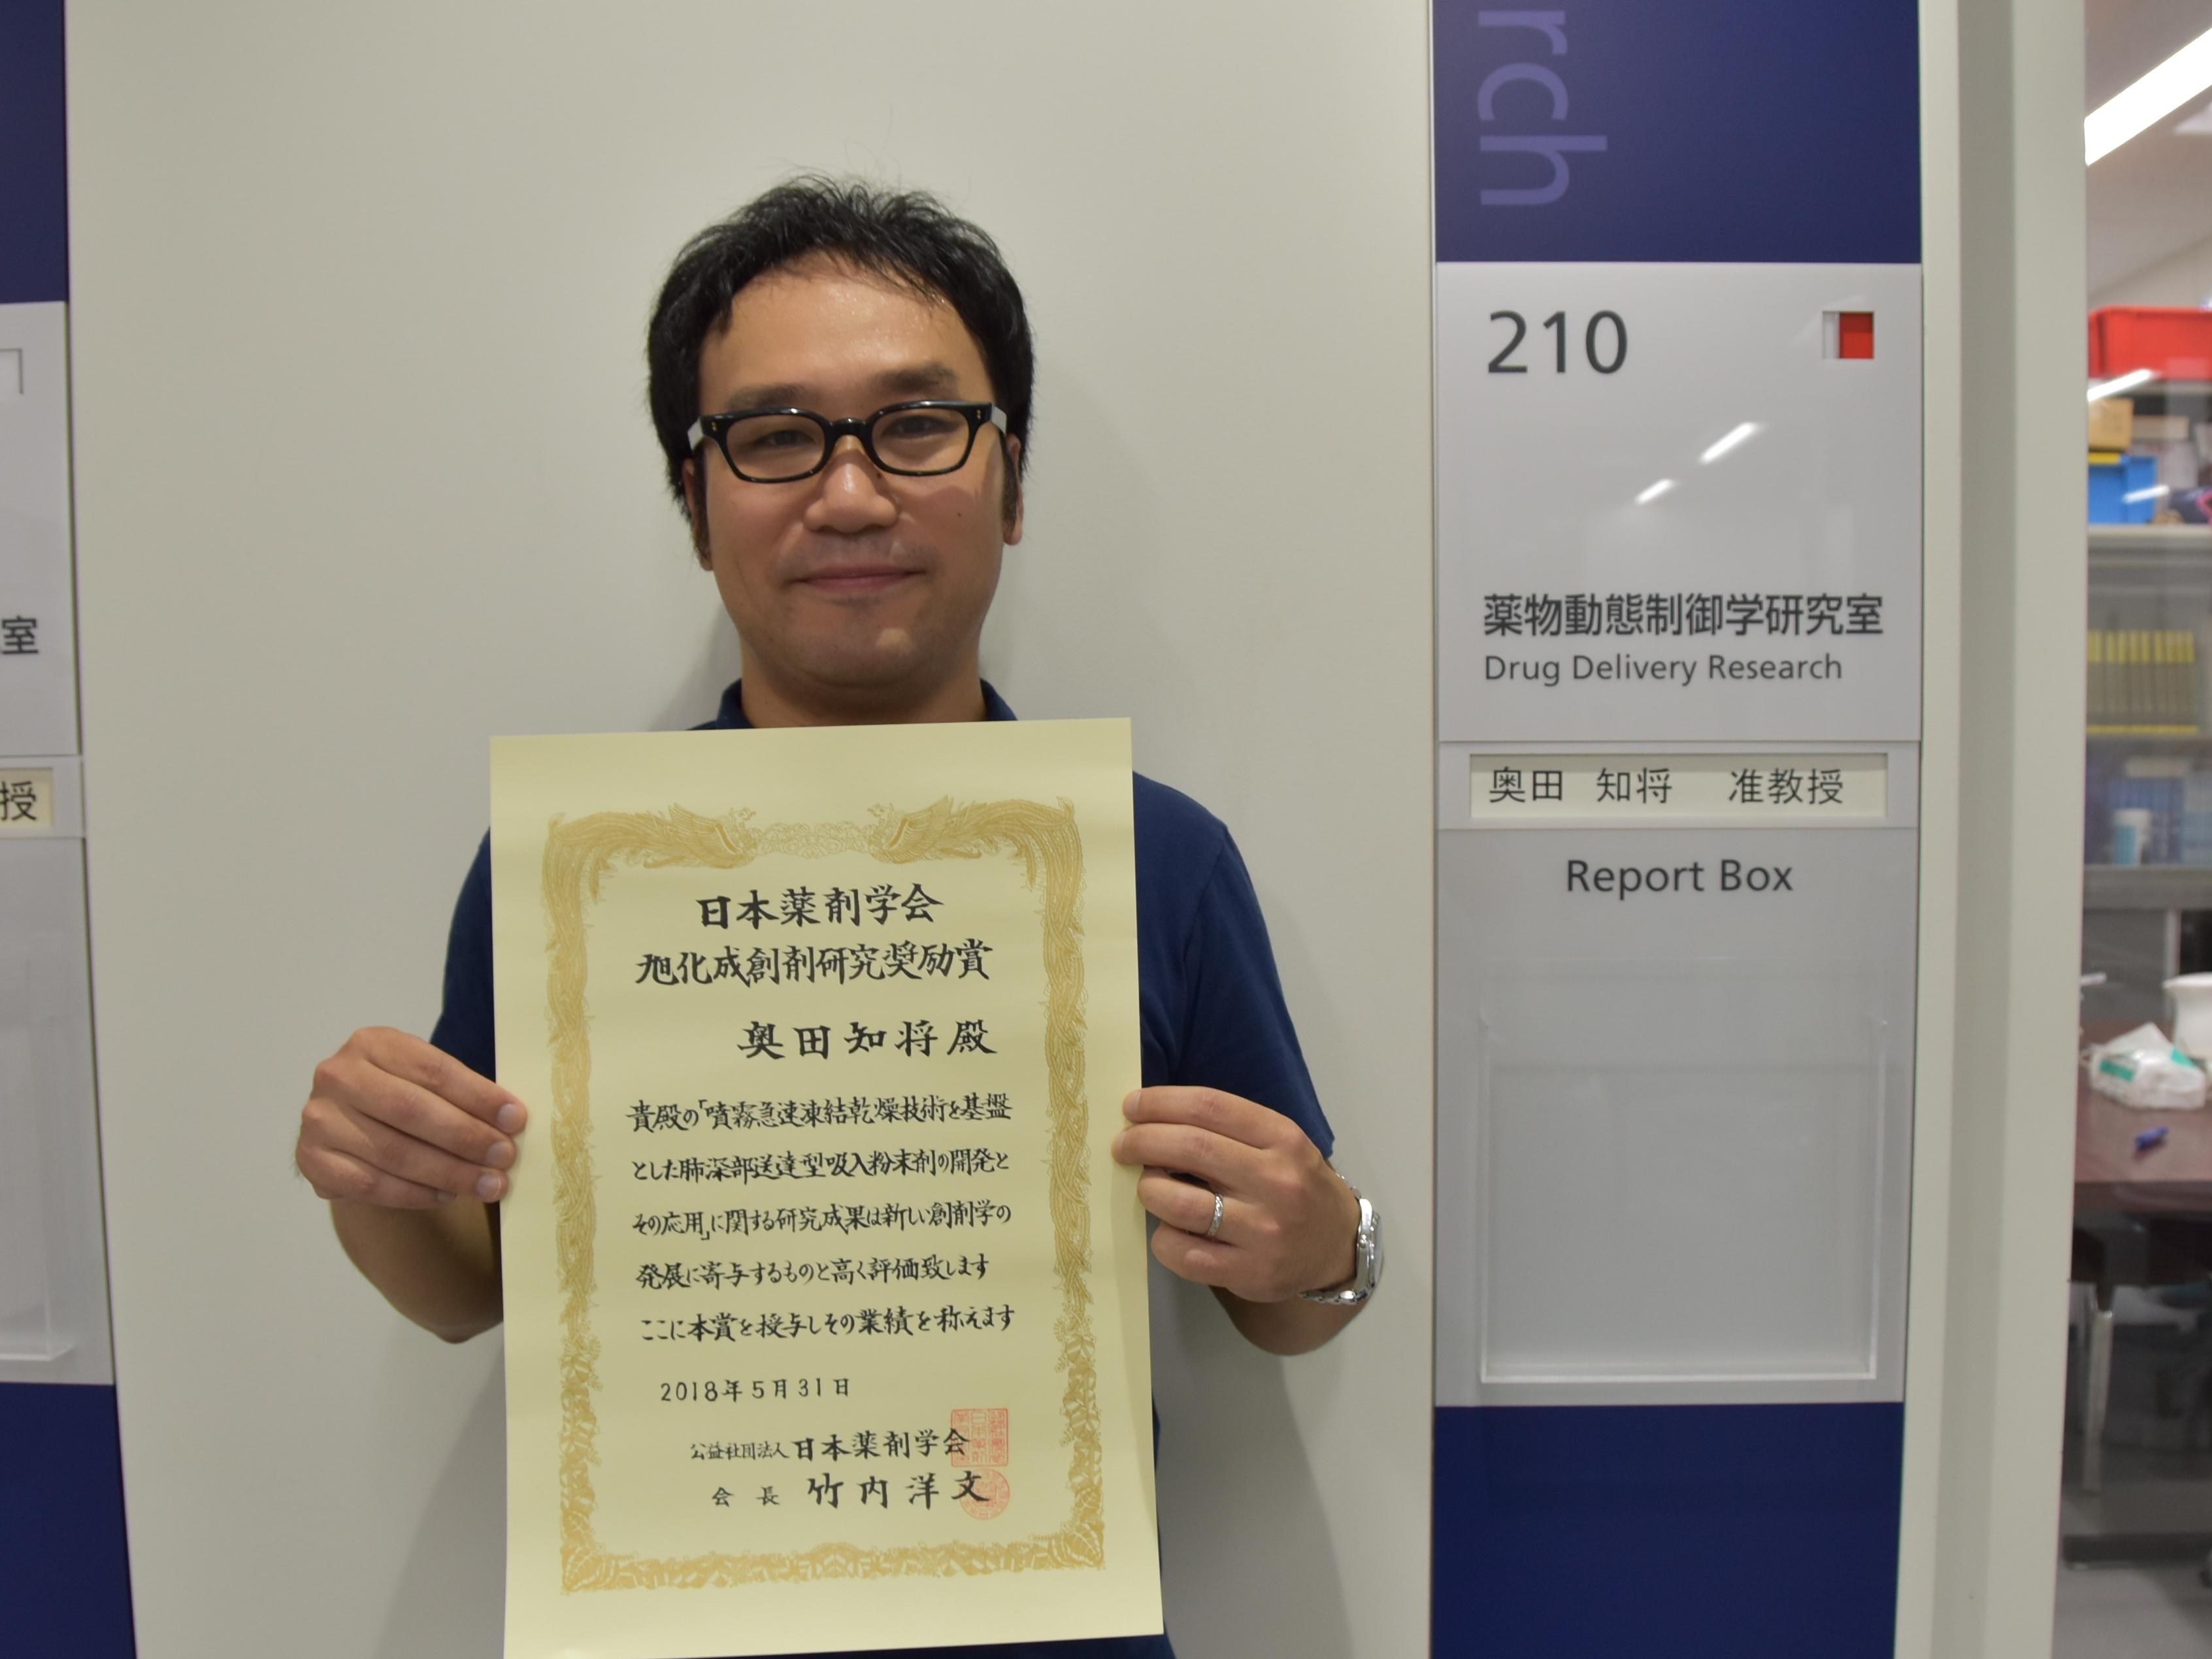 rch
210
薬物動態制御学研究室
Drug Delivery Research
奥田 知将 准教授
Report Box
室
授
日本薬剤学会
旭化成創剤研究奨励賞
奥田知将殿
貴殿の「噴霧急速凍結乾燥技術を基盤
とした肺深部送達型吸入粉末剤の開発と
その応用」に関する研究成果は新しい創剤学の
発展に寄与するものと高く評価致します
ここに本賞を授与しその業績を称えます
2018年5月31日
公益社団法人日本薬剤学会
会長 竹内洋文